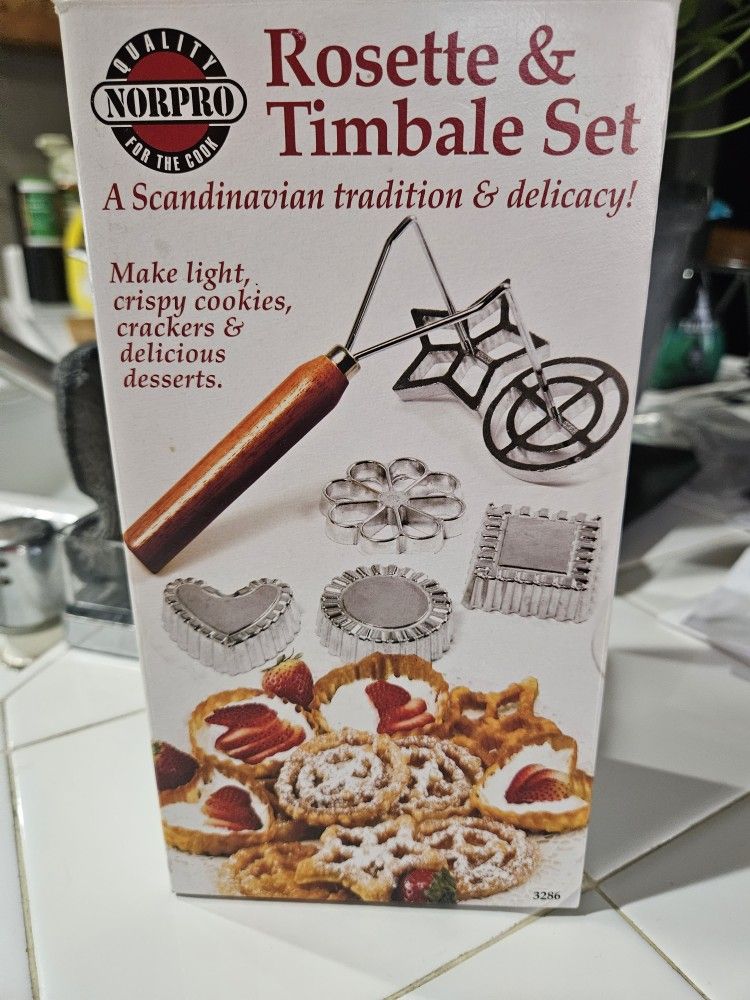 QUALITY
NORPRO
FOR THE COOK
Rosette &
Timbale Set
A Scandinavian tradition & delicacy!
Make light,
crispy cookies,
crackers &
delicious
desserts.
3286